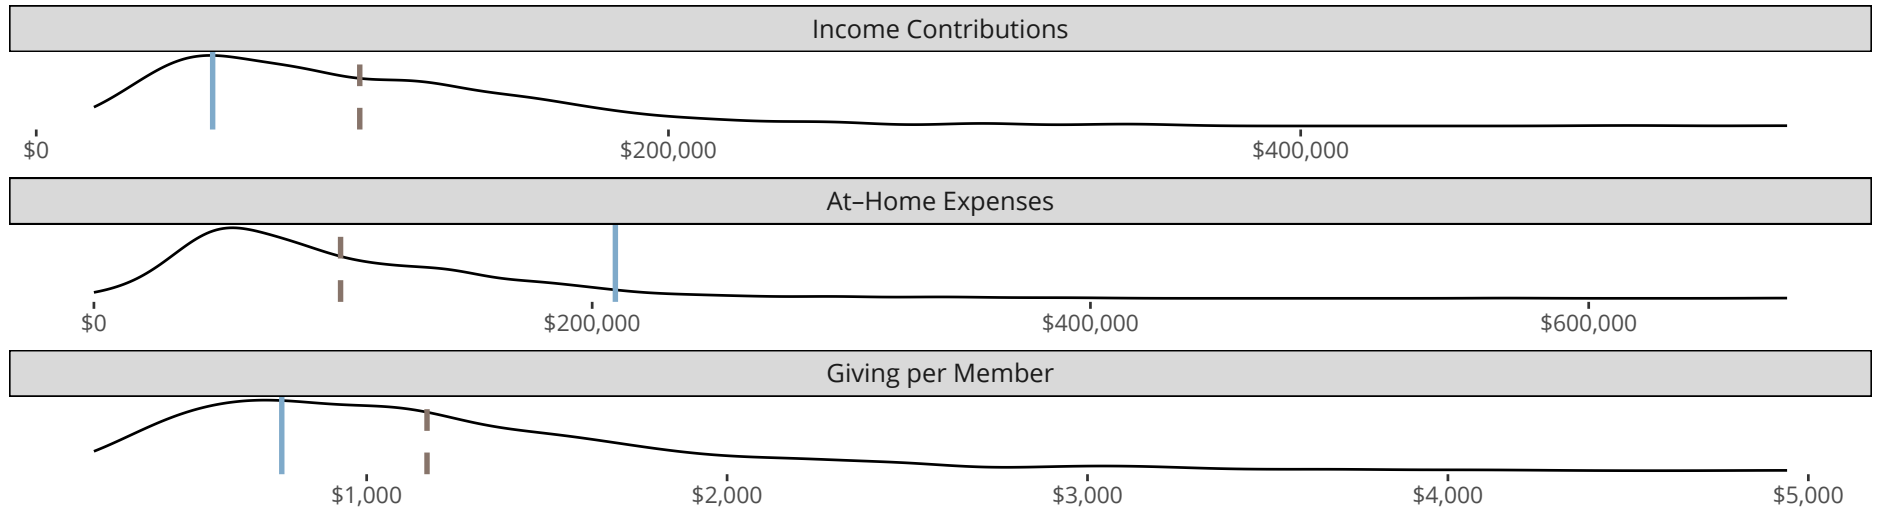 Income Contributions
$0 $200,000 $400,000
At–Home Expenses
$0 $200,000 $400,000 $600,000
Giving per Member
$1,000 $2,000 $3,000 $4,000 $5,000